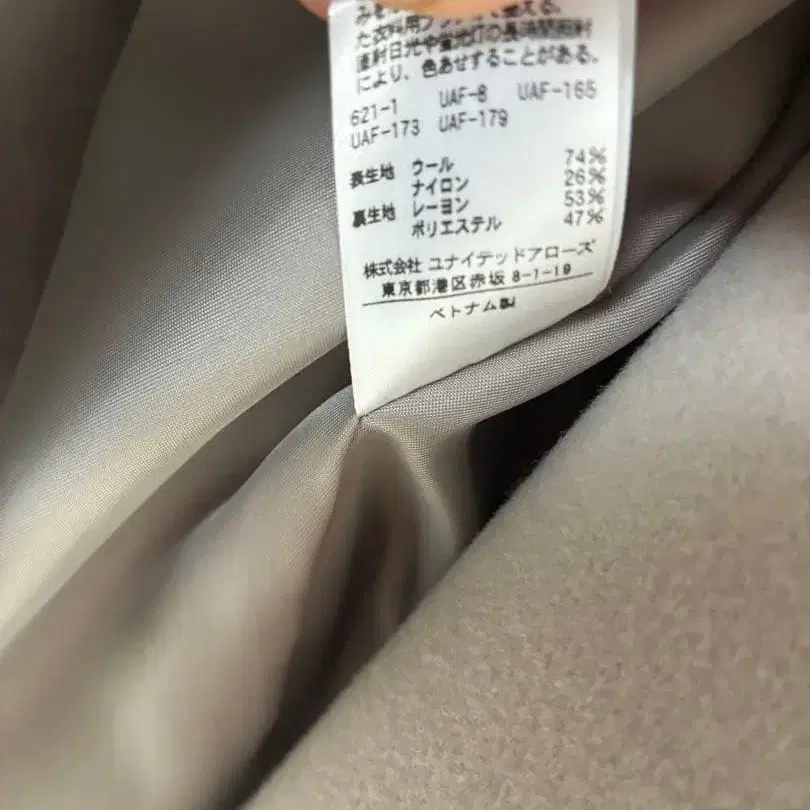 た衣料用
直射日光や蛍光灯の長時間照射
により、色あせすることがある。
621-1 UAF-8 UAF-165
UAF-173 UAF-179
表生地 ウール 74%
ナイロン 26%
裏生地 レーヨン 53%
ポリエステル 47%
株式会社 ユナイテッドアローズ
東京都港区赤坂 8-1-19
ベトナム製